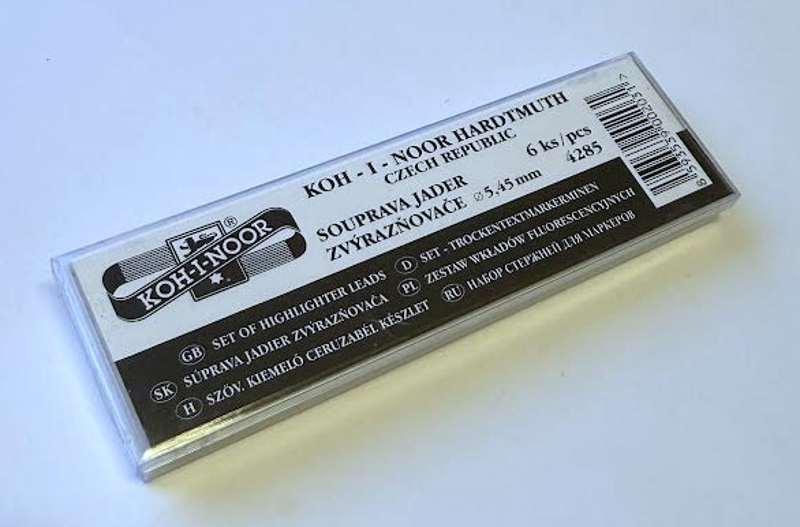 KOH-I-NOOR®
KOH - I - NOOR HARDTMUTH
CZECH REPUBLIC
SOUPRAVA JADER
ZVÝRAZŇOVAČE ⌀ 5,45 mm
6 ks/pcs
4285
GB SET OF HIGHLIGHTER LEADS
SK SÚPRAVA JADIER ZVÝRAZŇOVAČA
H SZÖV. KIEMELŐ CERUZABÉL KÉSZLET
D SET - TROCKENTEXTMARKERMINEN
PL ZESTAW WKŁADÓW FLUORESCENCYJNYCH
RU НАБОР СТЕРЖНЕЙ ДЛЯ МАРКЕРОВ